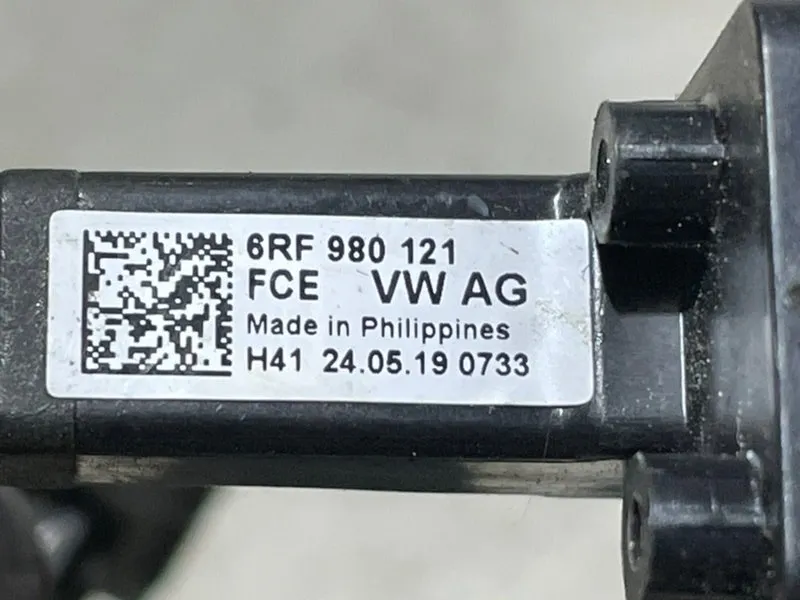 6RF 980 121
FCE VW AG
Made in Philippines
H41 24.05.19 0733